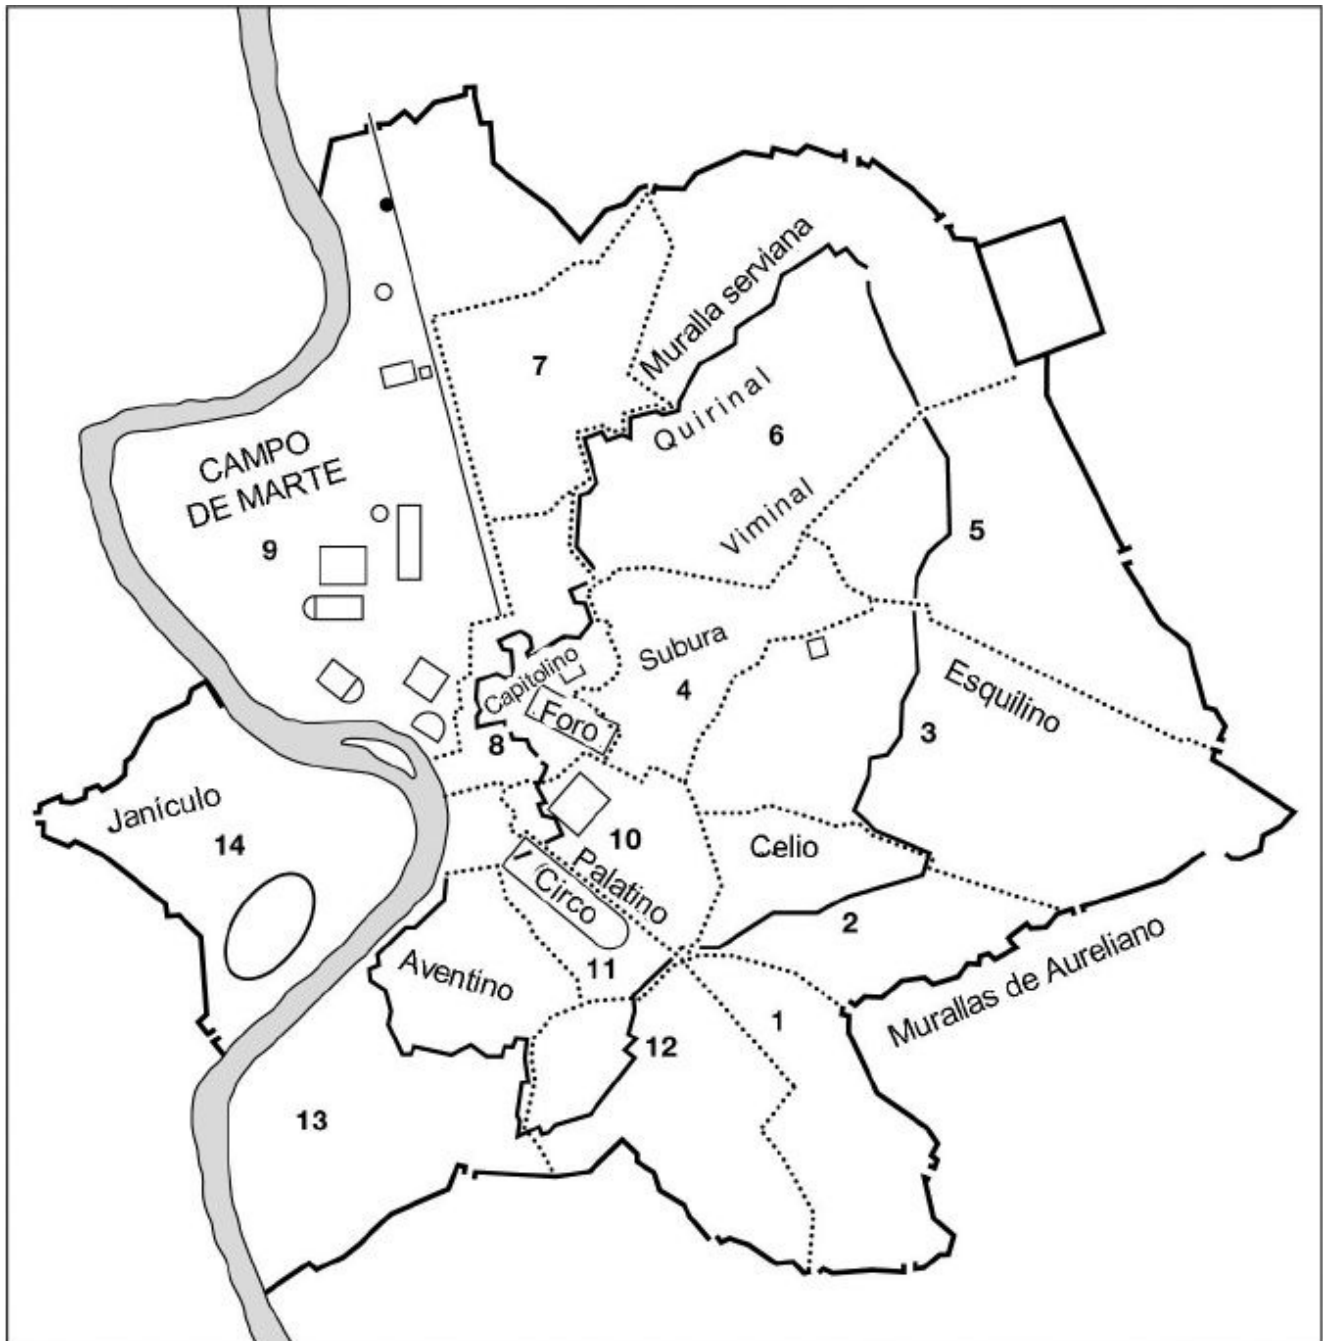 Muralla serviana
7
Quirinal
6
CAMPO
DE MARTE
Viminal
9
5
Subura
Capitolino
4
Esquilino
Foro
3
8
Janículo
14
10
Celio
Palatino
Circo
2
Aventino
11
Murallas de Aureliano
1
12
13